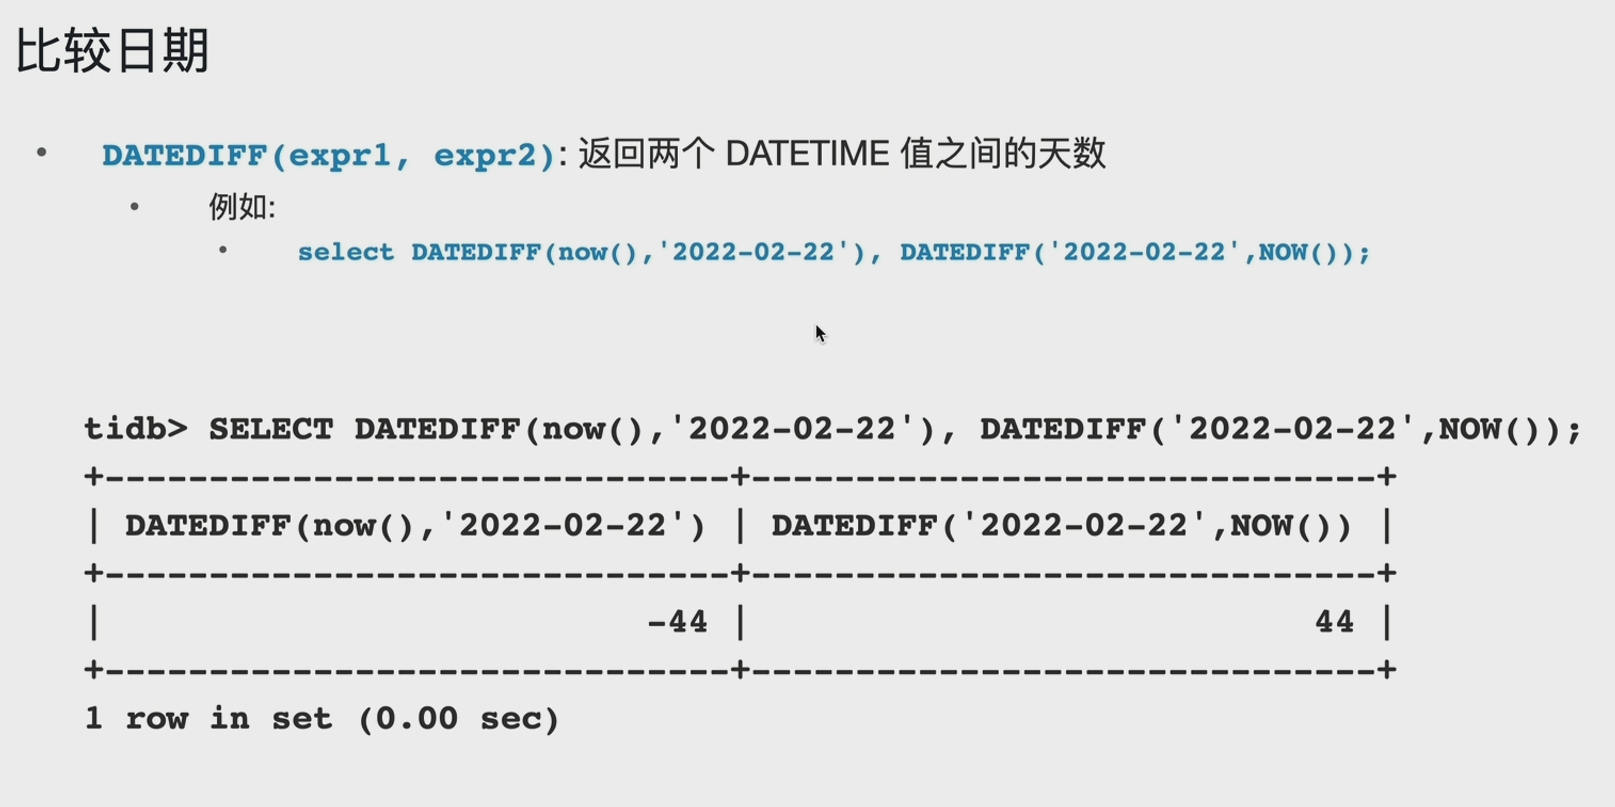 比较日期
• DATEDIFF(expr1, expr2): 返回两个 DATETIME 值之间的天数
• 例如:
• select DATEDIFF(now(),'2022-02-22'), DATEDIFF('2022-02-22',NOW());
tidb> SELECT DATEDIFF(now(),'2022-02-22'), DATEDIFF('2022-02-22',NOW());
+------------------------------+------------------------------+
| DATEDIFF(now(),'2022-02-22') | DATEDIFF('2022-02-22',NOW()) |
+------------------------------+------------------------------+
|                          -44 |                           44 |
+------------------------------+------------------------------+
1 row in set (0.00 sec)